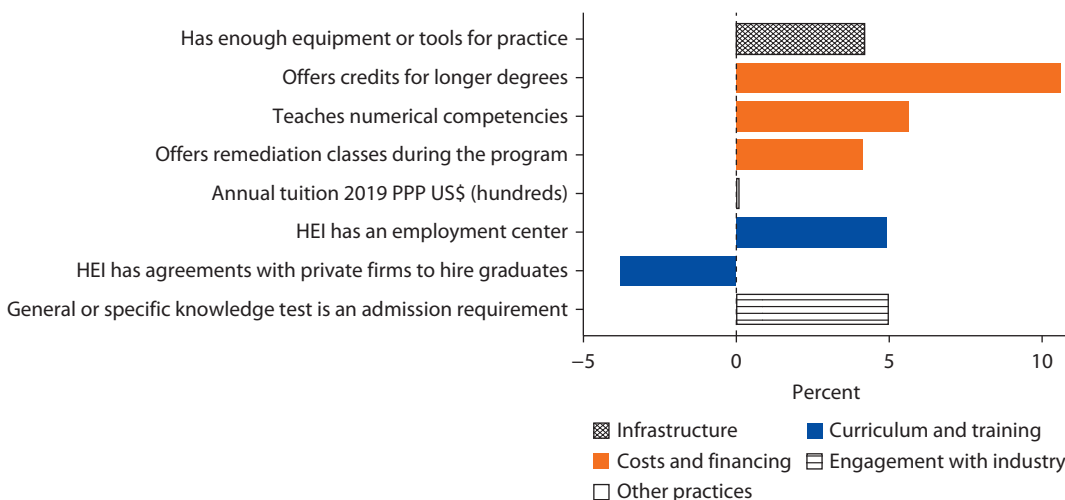 Has enough equipment or tools for practice
Offers credits for longer degrees
Teaches numerical competencies
Offers remediation classes during the program
Annual tuition 2019 PPP US$ (hundreds)
HEI has an employment center
HEI has agreements with private firms to hire graduates
General or specific knowledge test is an admission requirement
−5 0 5 10
Percent
Infrastructure Curriculum and training
Costs and financing Engagement with industry
Other practices